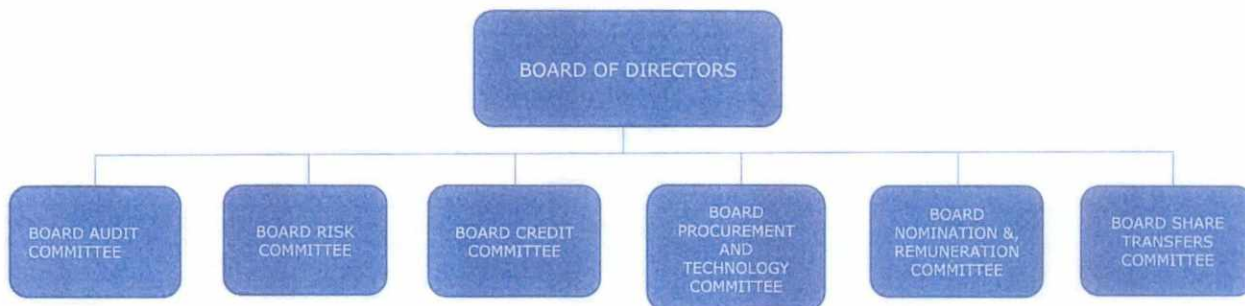 BOARD OF DIRECTORS
BOARD AUDIT
COMMITTEE
BOARD RISK
COMMITTEE
BOARD CREDIT
COMMITTEE
BOARD
PROCUREMENT
AND
TECHNOLOGY
COMMITTEE
BOARD
NOMINATION &,
REMUNERATION
COMMITTEE
BOARD SHARE
TRANSFERS
COMMITTEE